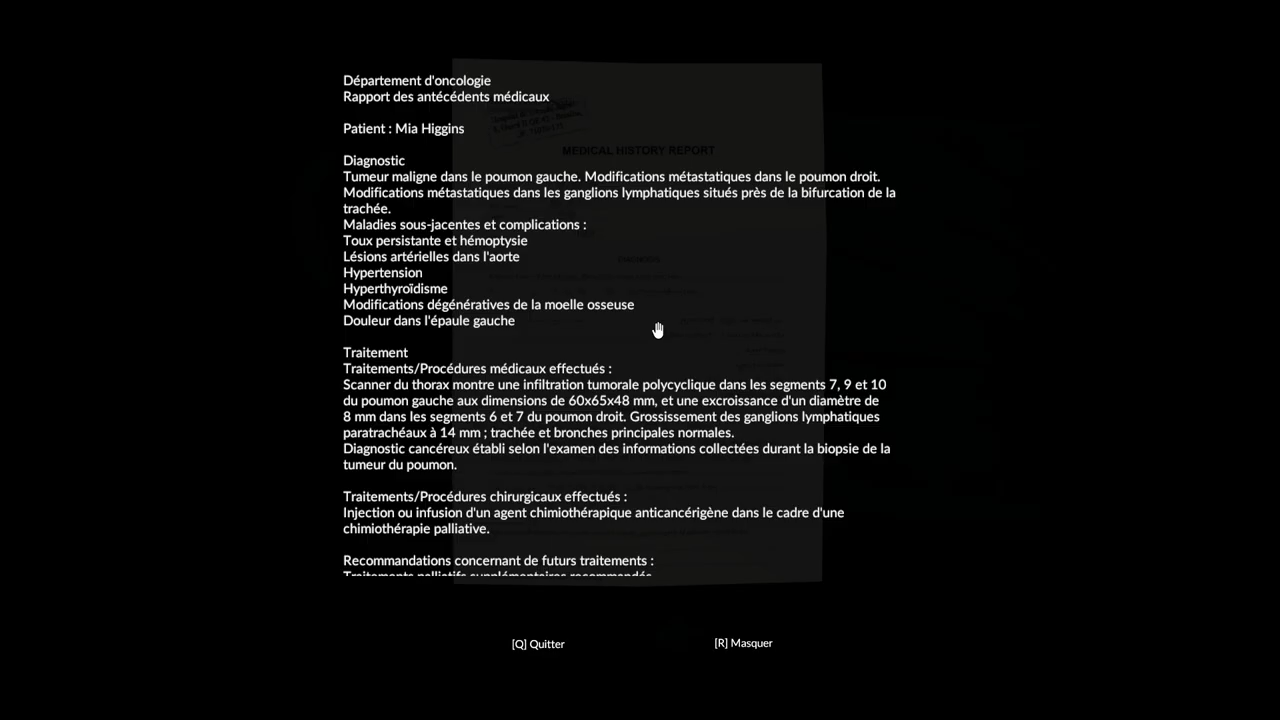 Département d'oncologie
Rapport des antécédents médicaux
Patient : Mia Higgins
Diagnostic
Tumeur maligne dans le poumon gauche. Modifications métastatiques dans le poumon droit.
Modifications métastatiques dans les ganglions lymphatiques situés près de la bifurcation de la
trachée.
Maladies sous-jacentes et complications :
Toux persistante et hémoptysie
Lésions artérielles dans l'aorte
Hypertension
Hyperthyroïdisme
Modifications dégénératives de la moelle osseuse
Douleur dans l'épaule gauche
Traitement
Traitements/Procédures médicaux effectués :
Scanner du thorax montre une infiltration tumorale polycyclique dans les segments 7, 9 et 10
du poumon gauche aux dimensions de 60x65x48 mm, et une excroissance d'un diamètre de
8 mm dans les segments 6 et 7 du poumon droit. Grossissement des ganglions lymphatiques
paratrachéaux à 14 mm ; trachée et bronches principales normales.
Diagnostic cancéreux établi selon l'examen des informations collectées durant la biopsie de la
tumeur du poumon.
Traitements/Procédures chirurgicaux effectués :
Injection ou infusion d'un agent chimiothérapique anticancérigène dans le cadre d'une
chimiothérapie palliative.
Recommandations concernant de futurs traitements :
Traitements palliatifs supplémentaires recommandés
MEDICAL HISTORY REPORT
DIAGNOSIS
[Q] Quitter
[R] Masquer